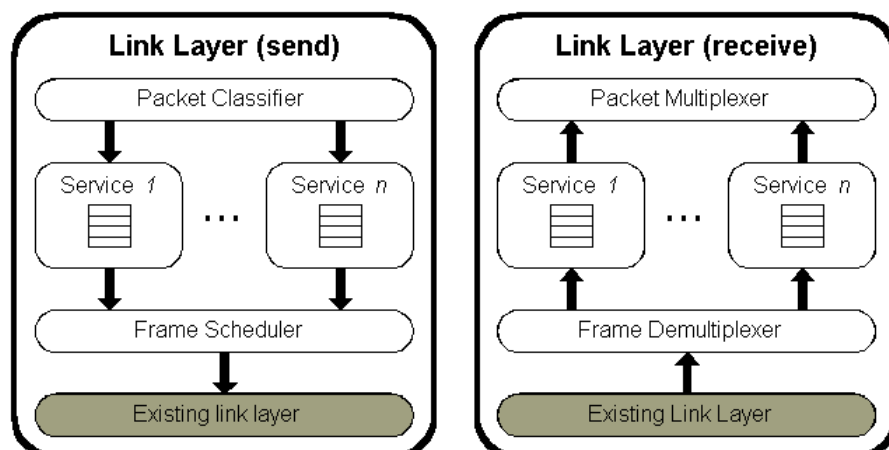 Link Layer (send)
Packet Classifier
Service 1
...
Service n
Frame Scheduler
Existing link layer
Link Layer (receive)
Packet Multiplexer
Service 1
...
Service n
Frame Demultiplexer
Existing Link Layer